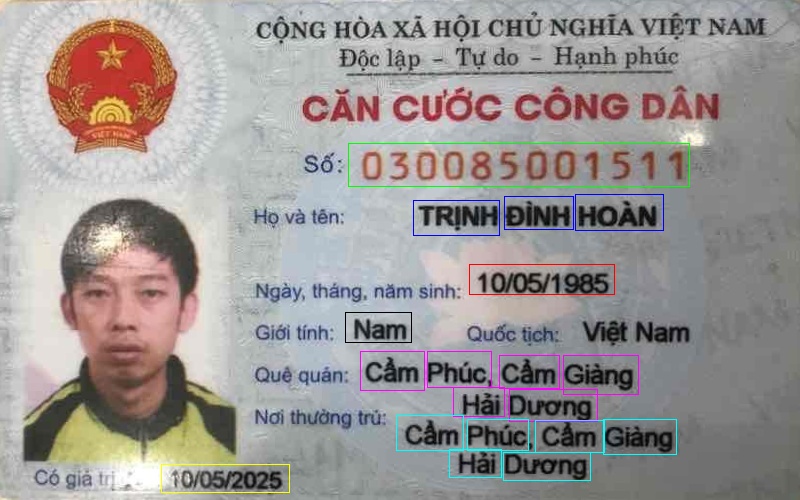 CỘNG HÒA XÃ HỘI CHỦ NGHĨA VIỆT NAM
Độc lập - Tự do - Hạnh phúc
CĂN CƯỚC CÔNG DÂN
Số: 030085001511
Họ và tên: TRỊNH ĐÌNH HOÀN
Ngày, tháng, năm sinh: 10/05/1985
Giới tính: Nam Quốc tịch: Việt Nam
Quê quán: Cẩm Phúc, Cẩm Giàng
Hải Dương
Nơi thường trú: Cẩm Phúc, Cẩm Giàng
Hải Dương
Có giá trị 10/05/2025
VIỆT NAM